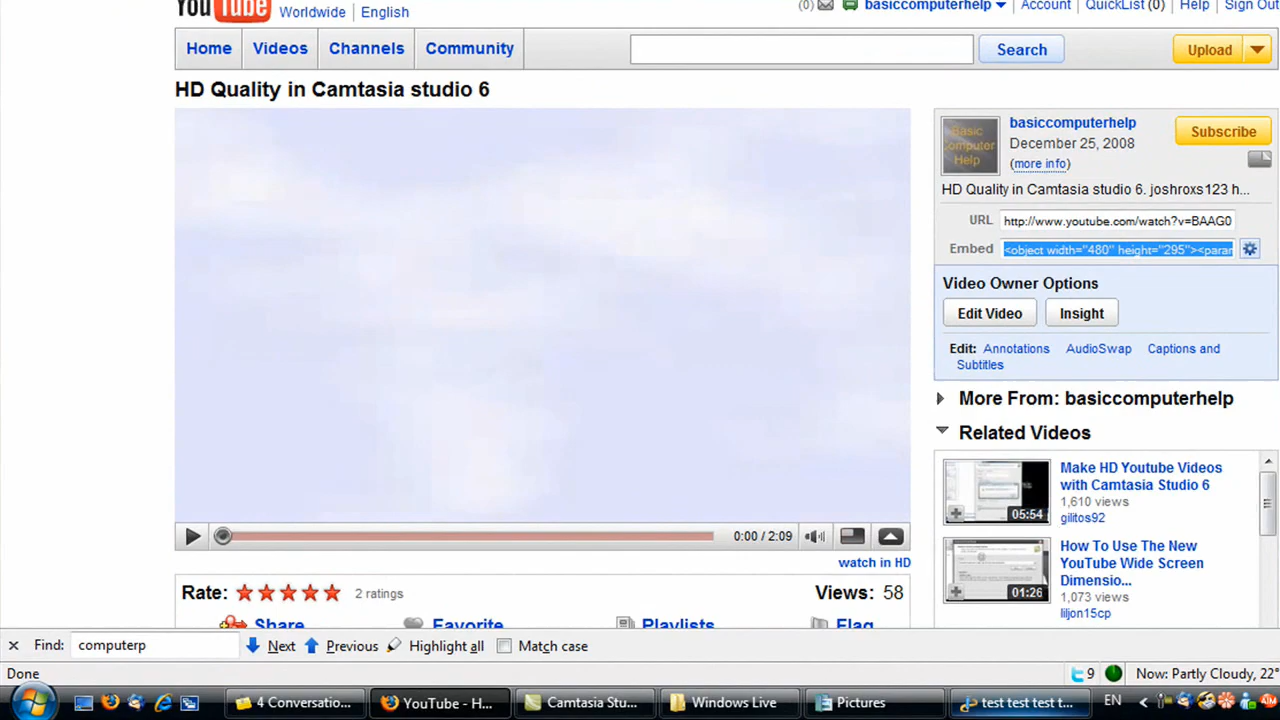 YouTube Worldwide English (0) basiccomputerhelp Account QuickList (0) Help Sign Out
Home Videos Channels Community Search Upload
HD Quality in Camtasia studio 6
Basic Computer Help
basiccomputerhelp
Subscribe
December 25, 2008
(more info)
HD Quality in Camtasia studio 6. joshroxs123 h...
URL http://www.youtube.com/watch?v=BAAG0
Embed <object width="480" height="295"><param
Video Owner Options
Edit Video Insight
Edit: Annotations AudioSwap Captions and
Subtitles
More From: basiccomputerhelp
Related Videos
Make HD Youtube Videos
with Camtasia Studio 6
1,610 views
gilitos92
05:54
How To Use The New
YouTube Wide Screen
Dimensio...
1,073 views
liljon15cp
01:26
0:00 / 2:09
watch in HD
Rate: 2 ratings Views: 58
Share Favorite Playlists Flag
Find: computerp Next Previous Highlight all Match case
Done 9 Now: Partly Cloudy, 22°
4 Conversatio... YouTube - H... Camtasia Stu... Windows Live Pictures test test test t... EN